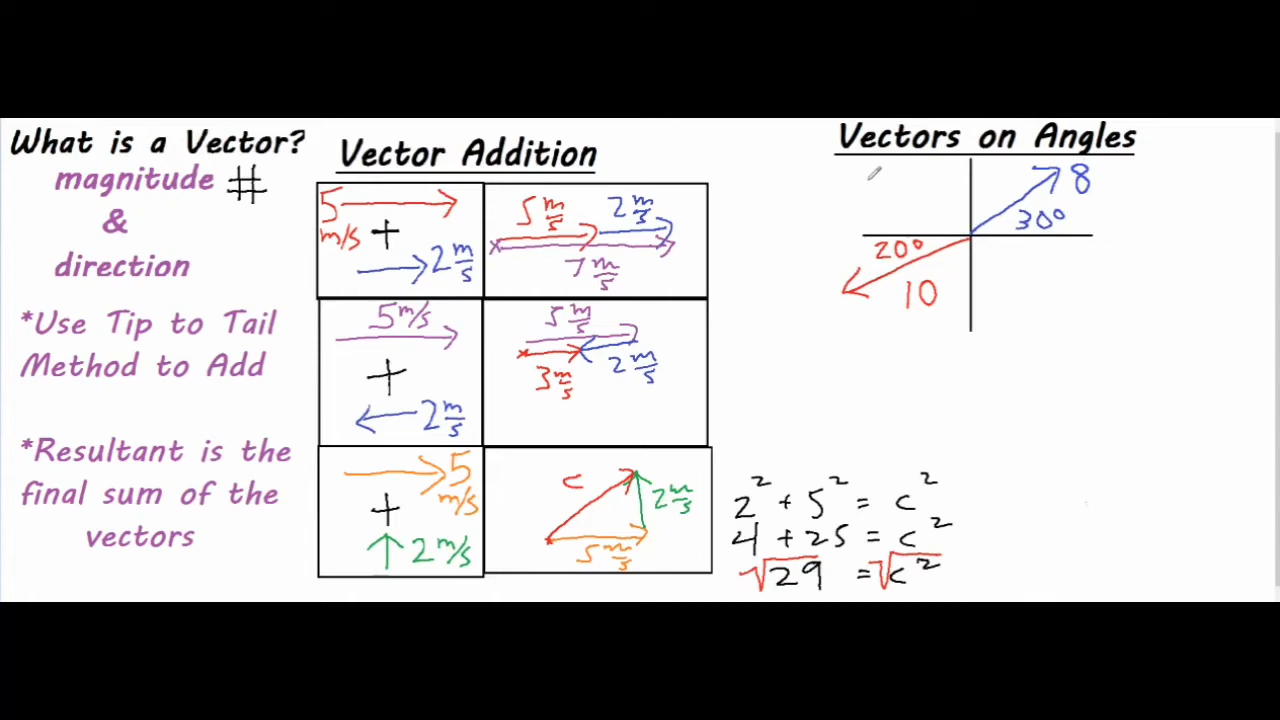 What is a Vector?
magnitude #
&
direction
*Use Tip to Tail
Method to Add
*Resultant is the
final sum of the
vectors
Vector Addition
5 m/s
+
2 m/s
5 m/s 2 m/s
7 m/s
5 m/s
+
2 m/s
5 m/s
3 m/s 2 m/s
5 m/s
+
2 m/s
c 2 m/s
5 m/s
2² + 5² = c²
4 + 25 = c²
√29 = √c²
Vectors on Angles
8
30°
20°
10